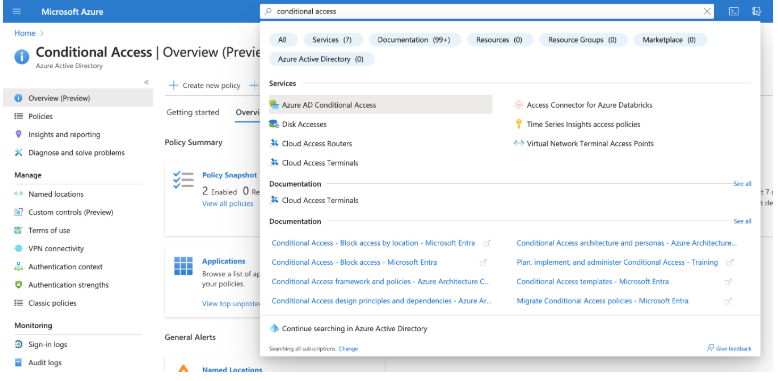 Microsoft Azure
conditional access
Home
Conditional Access | Overview (Previe
Azure Active Directory
Overview (Preview)
Policies
Insights and reporting
Diagnose and solve problems
Manage
Named locations
Custom controls (Preview)
Terms of use
VPN connectivity
Authentication context
Authentication strengths
Classic policies
Monitoring
Sign-in logs
Audit logs
Create new policy
Getting started
Overvie
Policy Summary
Policy Snapshot
2 Enabled 0 Re
View all policies
Applications
Browse a list of ap
your policies.
View top unprote
General Alerts
Named Locations
All
Services (7)
Documentation (99+)
Resources (0)
Resource Groups (0)
Marketplace (0)
Azure Active Directory (0)
Services
Azure AD Conditional Access
Access Connector for Azure Databricks
Disk Accesses
Time Series Insights access policies
Cloud Access Routers
Virtual Network Terminal Access Points
Cloud Access Terminals
Documentation See all
Cloud Access Terminals
Documentation See all
Conditional Access - Block access by location - Microsoft Entra
Conditional Access architecture and personas - Azure Architecture...
Conditional Access - Block access - Microsoft Entra
Plan, implement, and administer Conditional Access - Training
Conditional Access framework and policies - Azure Architecture C...
Conditional Access templates - Microsoft Entra
Conditional Access design principles and dependencies - Azure Ar...
Migrate Conditional Access policies - Microsoft Entra
Continue searching in Azure Active Directory
Searching all subscriptions. Change
Give feedback